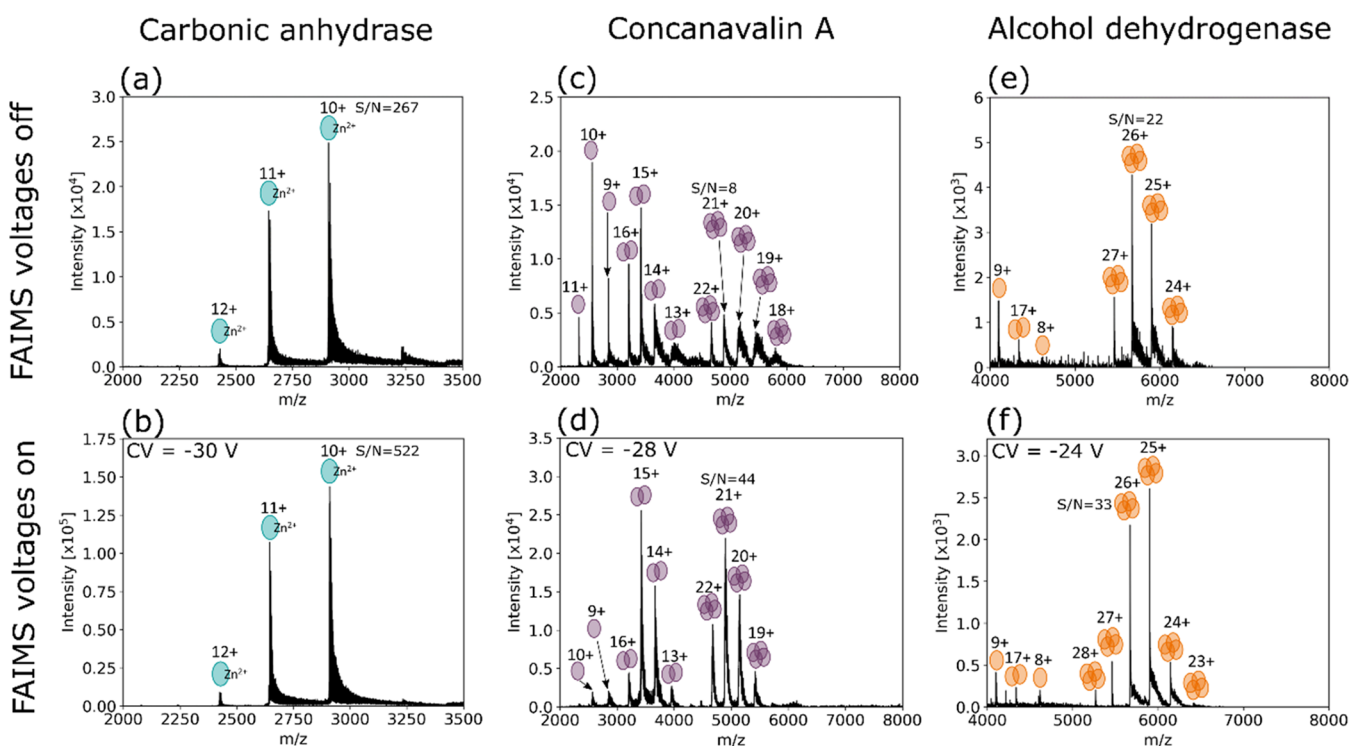 Carbonic anhydrase
Concanavalin A
Alcohol dehydrogenase
FAIMS voltages off
(a)
3.0
2.5
2.0
1.5
1.0
0.5
0.0
Intensity [x10⁴]
10+ S/N=267
Zn²⁺
11+
Zn²⁺
12+
Zn²⁺
2000 2250 2500 2750 3000 3250 3500
m/z
(c)
2.5
2.0
1.5
1.0
0.5
0.0
Intensity [x10⁴]
10+
9+
15+
S/N=8
21+
20+
16+
19+
14+
11+
13+
22+
18+
2000 3000 4000 5000 6000 7000 8000
m/z
(e)
6
5
4
3
2
1
0
Intensity [x10³]
S/N=22
26+
25+
27+
9+
24+
17+
8+
4000 5000 6000 7000 8000
m/z
FAIMS voltages on
(b)
CV = -30 V
1.75
1.50
1.25
1.00
0.75
0.50
0.25
0.00
Intensity [x10⁵]
10+ S/N=522
Zn²⁺
11+
Zn²⁺
12+
Zn²⁺
2000 2250 2500 2750 3000 3250 3500
m/z
(d)
CV = -28 V
3.5
3.0
2.5
2.0
1.5
1.0
0.5
0.0
Intensity [x10⁴]
15+
S/N=44
21+
14+
20+
22+
9+
16+
19+
10+
13+
2000 3000 4000 5000 6000 7000 8000
m/z
(f)
CV = -24 V
3.0
2.5
2.0
1.5
1.0
0.5
0.0
Intensity [x10³]
25+
26+
S/N=33
27+
24+
9+
17+
8+
28+
23+
4000 5000 6000 7000 8000
m/z